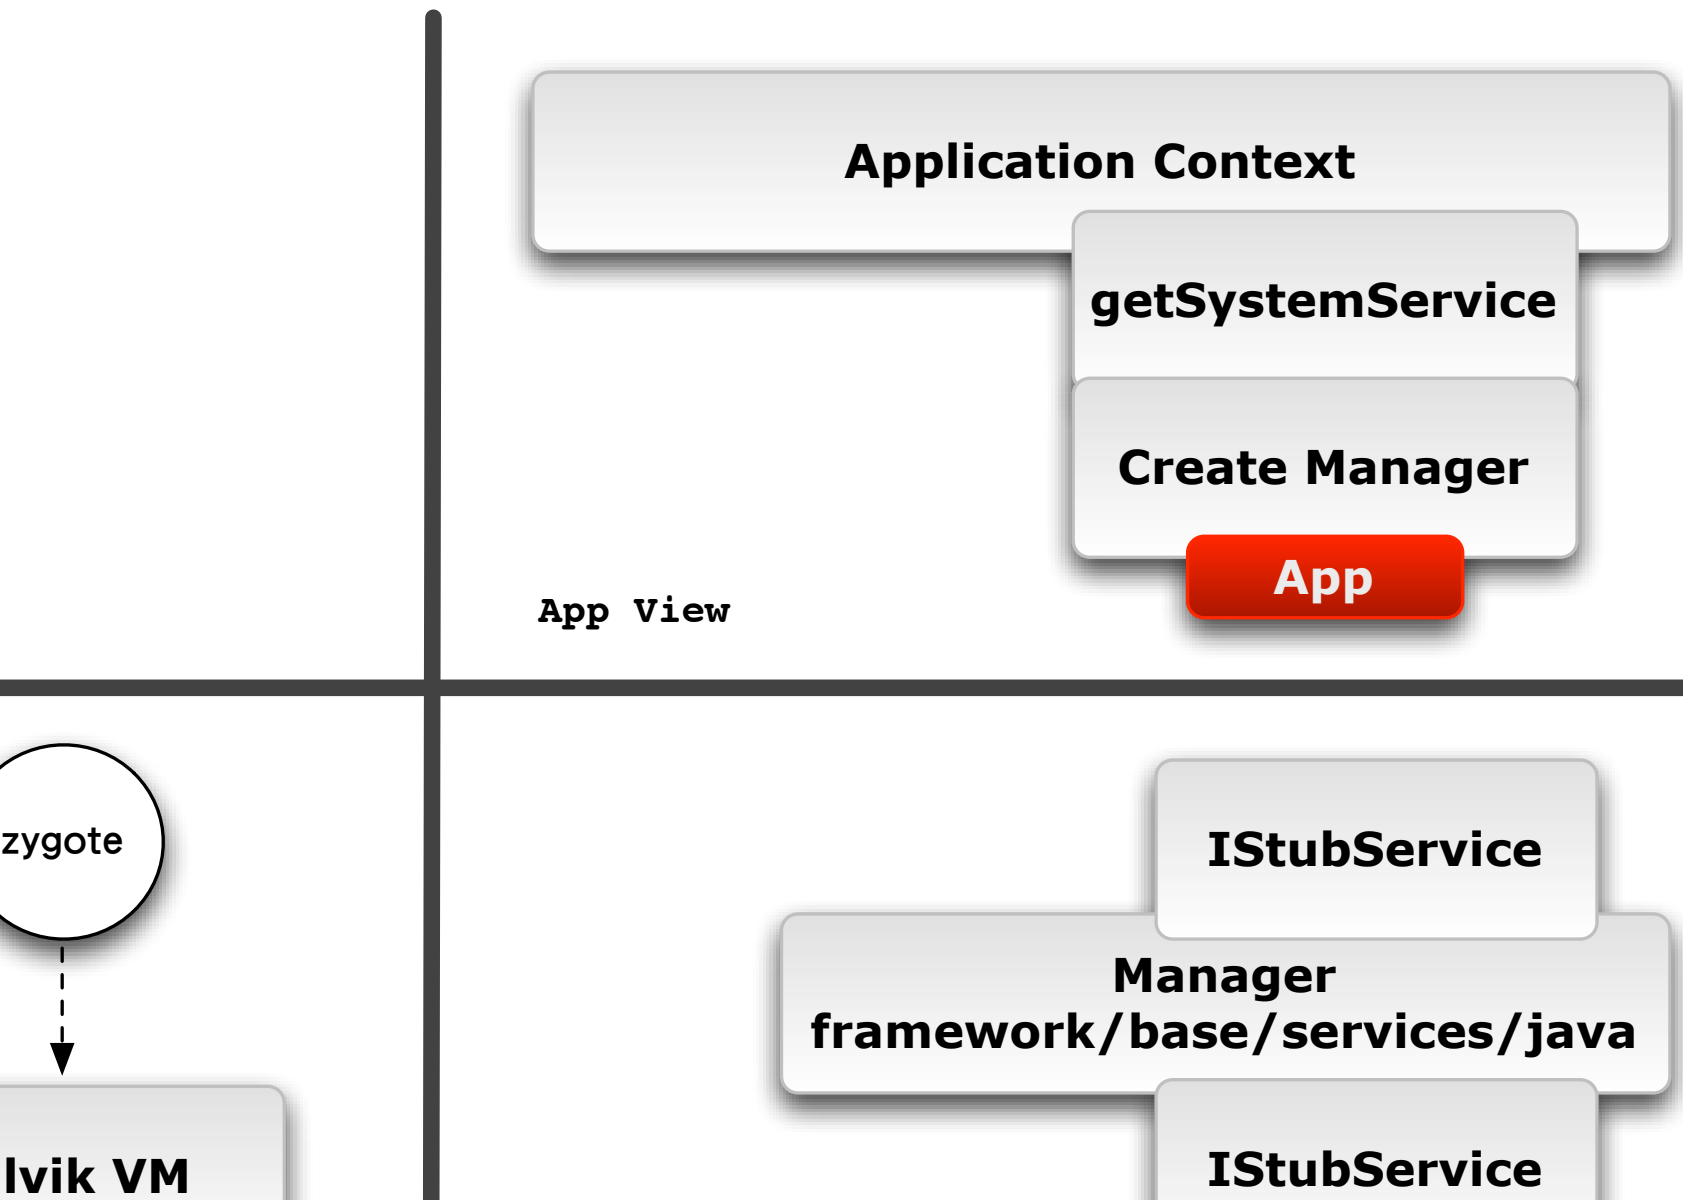 Application Context
getSystemService
Create Manager
App
App View
zygote
IStubService
Manager
framework/base/services/java
lvik VM
IStubService